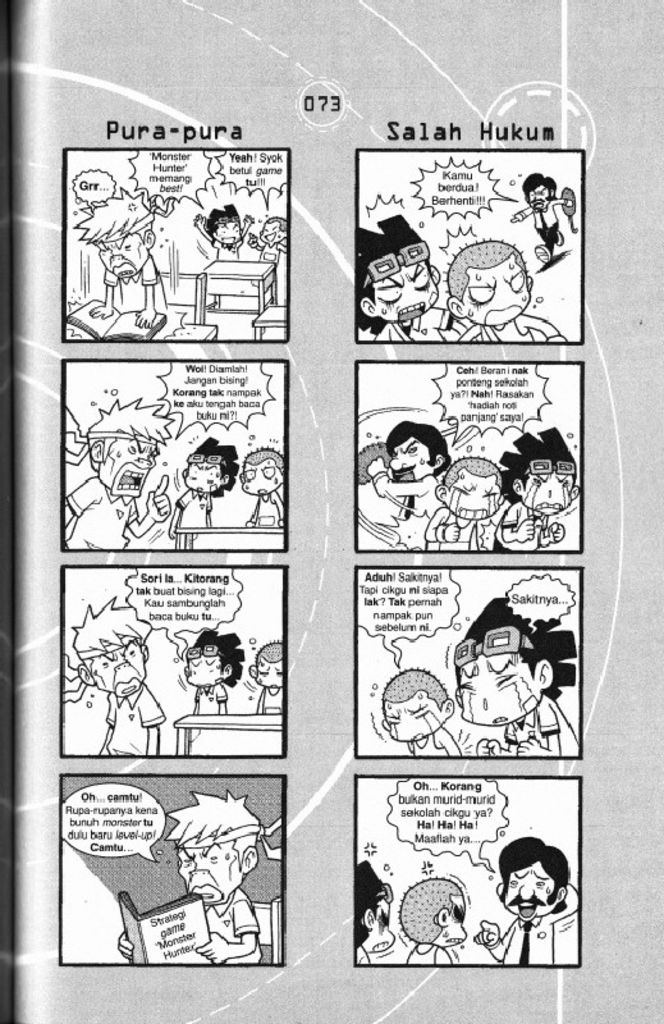 073
Pura-pura
Grr...
'Monster
Hunter'
memang
best!
Yeah! Syok
betul game
tu!!!
Woi! Diamlah!
Jangan bising!
Korang tak nampak
ke aku tengah baca
buku ni?!
Sori la... Kitorang
tak buat bising lagi...
Kau sambunglah
baca buku tu...
Oh... camtu!
Rupa-rupanya kena
bunuh monster tu
dulu baru level-up!
Camtu...
Strategi
game
'Monster
Hunter'
Salah Hukum
Kamu
berdua!
Berhenti!!!
Ceh! Berani nak
ponteng sekolah
ya?! Nah! Rasakan
'hadiah roti
panjang' saya!
Aduh! Sakitnya!
Tapi cikgu ni siapa
lak? Tak pernah
nampak pun
sebelum ni.
Sakitnya...
Oh... Korang
bukan murid-murid
sekolah cikgu ya?
Ha! Ha! Ha!
Maaflah ya...